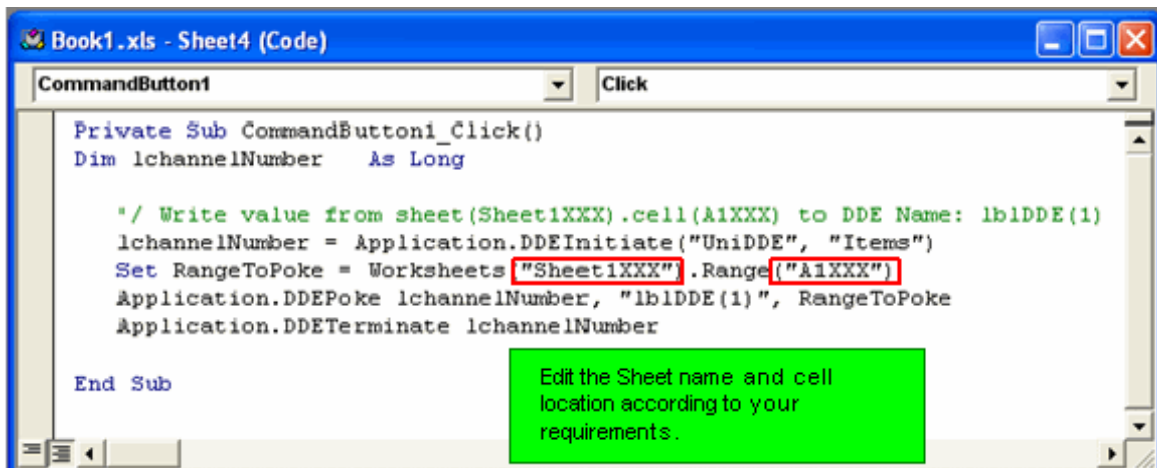 Book1.xls - Sheet4 (Code)
CommandButton1 Click
Private Sub CommandButton1_Click()
Dim lchannelNumber As Long
'/ Write value from sheet(Sheet1XXX).cell(A1XXX) to DDE Name: lblDDE(1)
lchannelNumber = Application.DDEInitiate("UniDDE", "Items")
Set RangeToPoke = Worksheets("Sheet1XXX").Range("A1XXX")
Application.DDEPoke lchannelNumber, "lblDDE(1)", RangeToPoke
Application.DDETerminate lchannelNumber
End Sub
Edit the Sheet name and cell
location according to your
requirements.